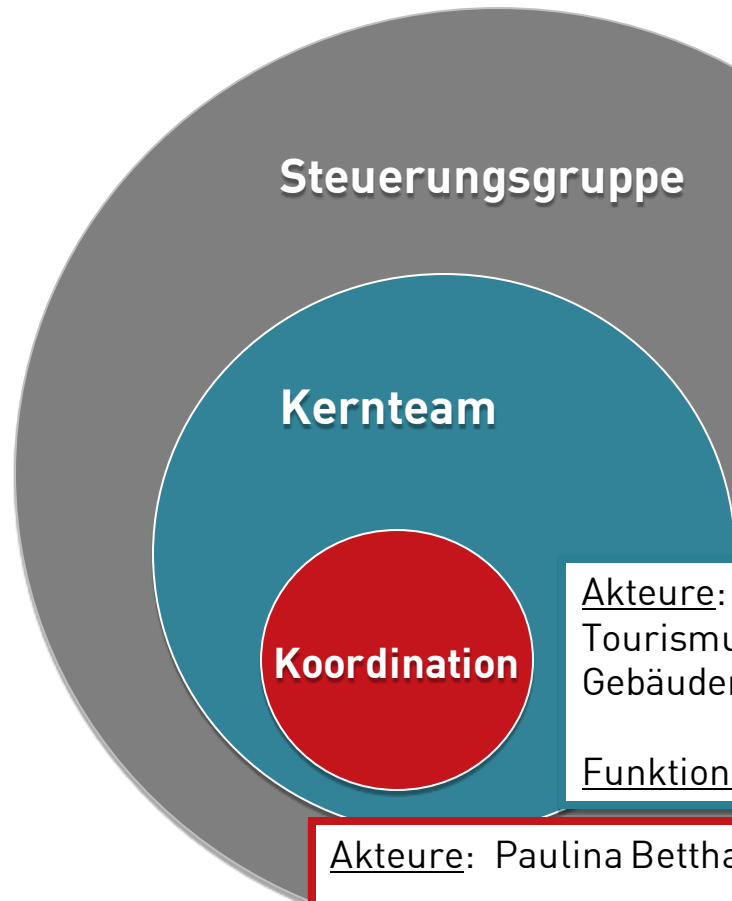 Steuerungsgruppe
Kernteam
Koordination
Akteure:
Funktion
Akteure: Paulina